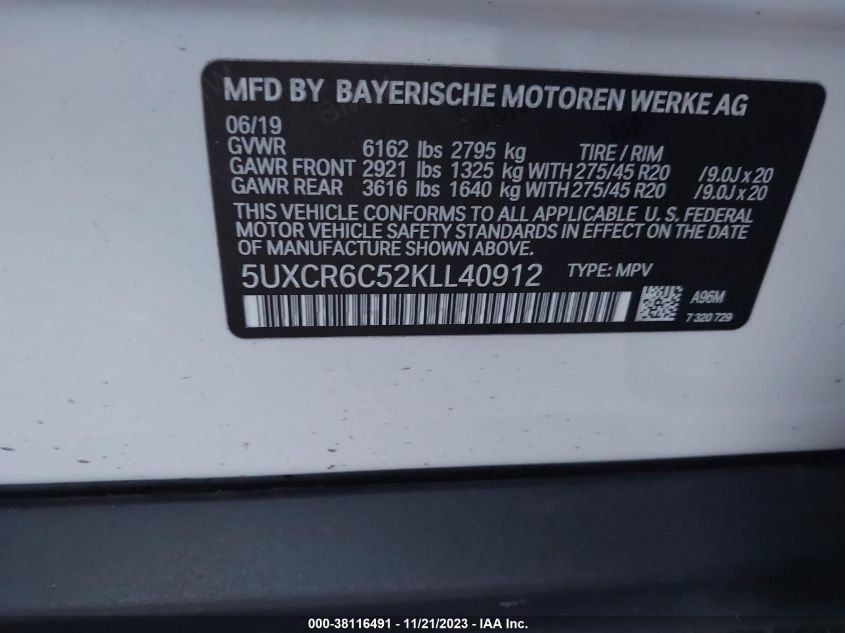 MFD BY BAYERISCHE MOTOREN WERKE AG
06/19
GVWR 6162 lbs 2795 kg TIRE / RIM
GAWR FRONT 2921 lbs 1325 kg WITH 275/45 R20 /9.0J x 20
GAWR REAR 3616 lbs 1640 kg WITH 275/45 R20 /9.0J x 20
THIS VEHICLE CONFORMS TO ALL APPLICABLE U. S. FEDERAL
MOTOR VEHICLE SAFETY STANDARDS IN EFFECT ON THE DATE
OF MANUFACTURE SHOWN ABOVE.
5UXCR6C52KLL40912 TYPE: MPV
A96M
7 320 729
000-38116491 - 11/21/2023 - IAA Inc.